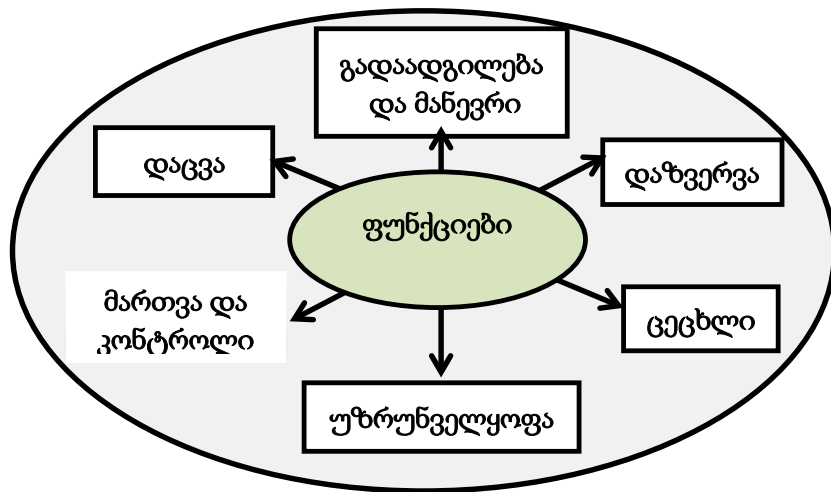 გადაადგილება
და მანევრი
დაცვა
დაზვერვა
ფუნქციები
მართვა და
კონტროლი
ცეცხლი
უზრუნველყოფა